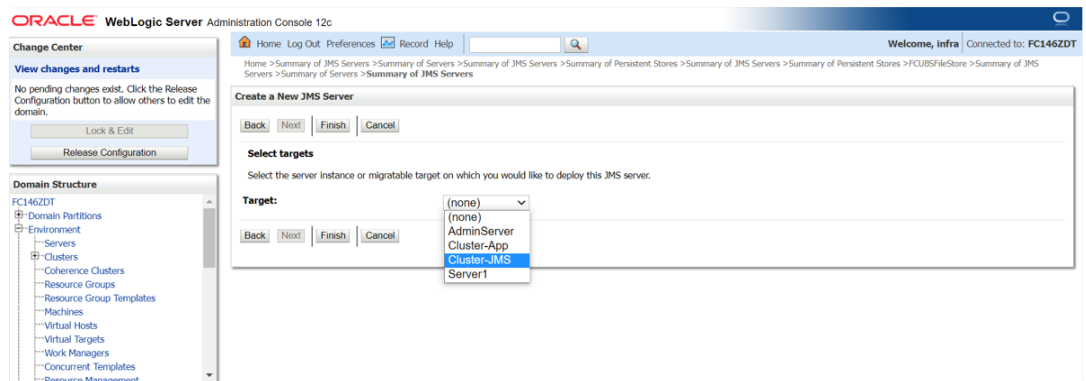 ORACLE WebLogic Server Administration Console 12c
Change Center
View changes and restarts
No pending changes exist. Click the Release
Configuration button to allow others to edit the
domain.
Lock & Edit
Release Configuration
Domain Structure
FC146ZDT
Domain Partitions
Environment
Servers
Clusters
Coherence Clusters
Resource Groups
Resource Group Templates
Machines
Virtual Hosts
Virtual Targets
Work Managers
Concurrent Templates
Resource Management
Home Log Out Preferences Record Help
Welcome, infra Connected to: FC146ZDT
Home >Summary of JMS Servers >Summary of Servers >Summary of JMS Servers >Summary of Persistent Stores >Summary of JMS Servers >Summary of Persistent Stores >FCUBSFileStore >Summary of JMS
Servers >Summary of Servers >Summary of JMS Servers
Create a New JMS Server
Back Next Finish Cancel
Select targets
Select the server instance or migratable target on which you would like to deploy this JMS server.
Target: (none)
(none)
AdminServer
Cluster-App
Cluster-JMS
Server1
Back Next Finish Cancel